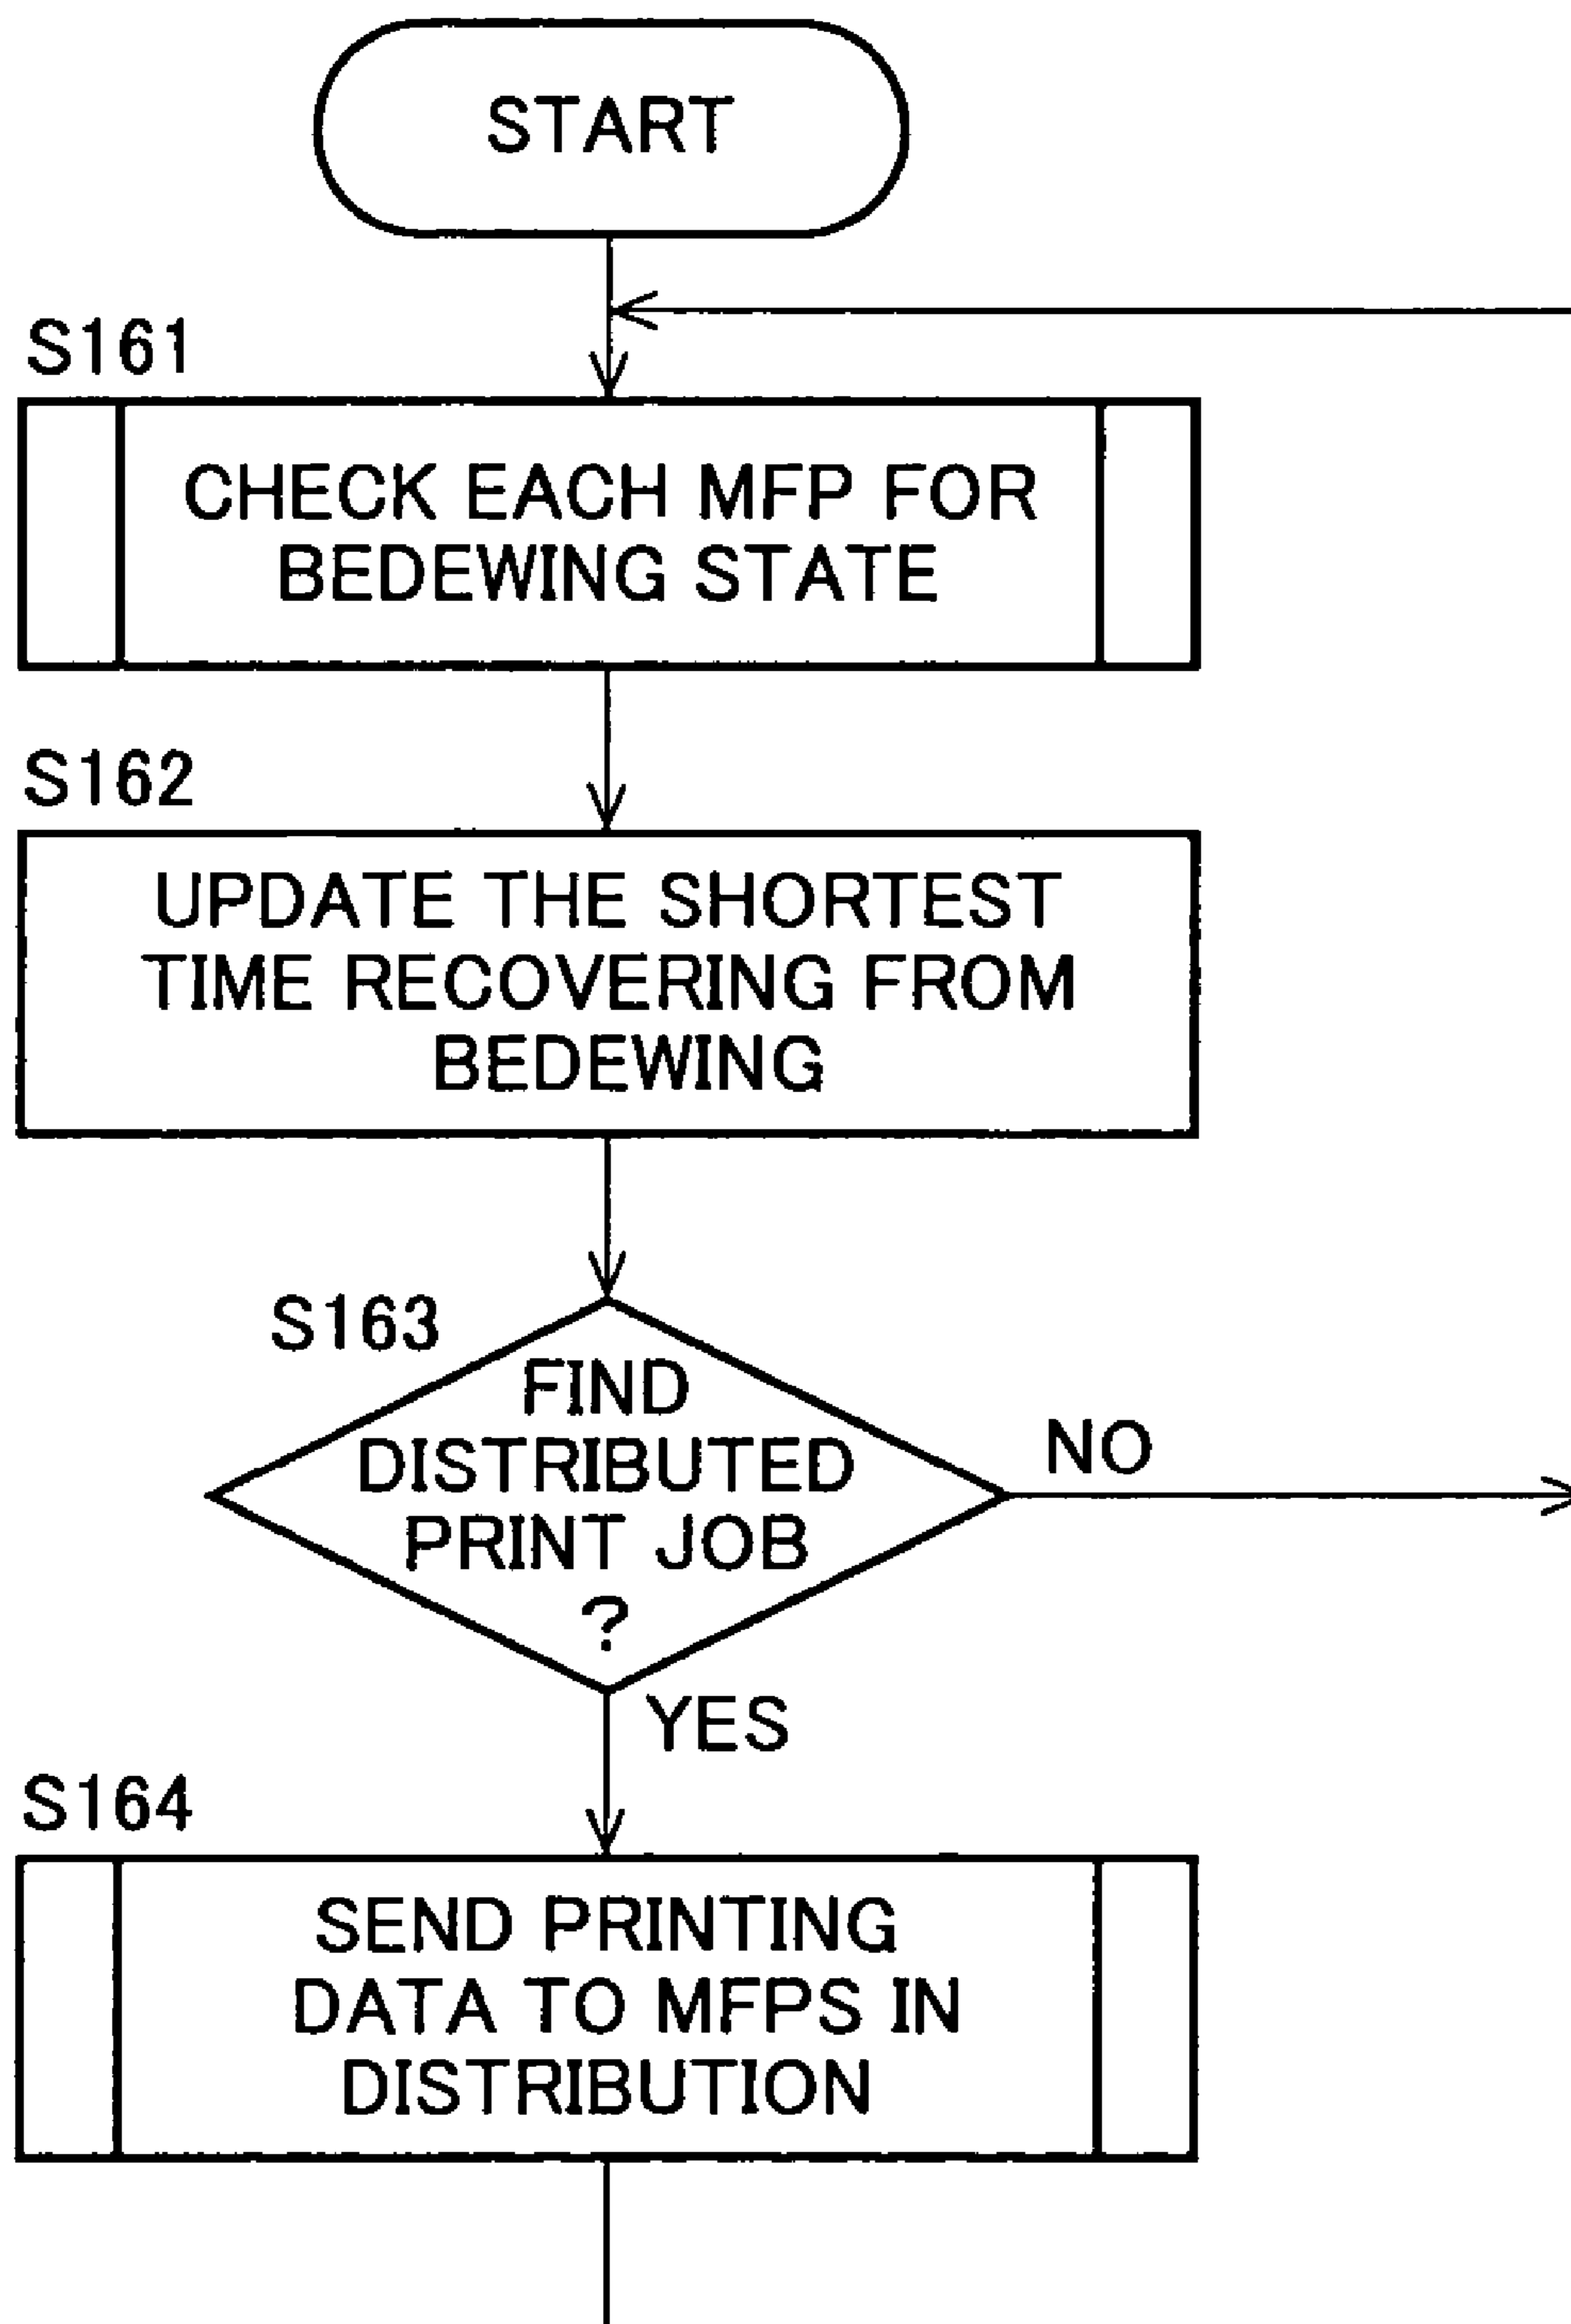 START
S161
CHECK EACH MFP FOR
BEDEWING STATE
S162
UPDATE THE SHORTEST
TIME RECOVERING FROM
BEDEWING
S163
FIND
DISTRIBUTED
PRINT JOB
?
NO
YES
S164
SEND PRINTING
DATA TO MFPS IN
DISTRIBUTION